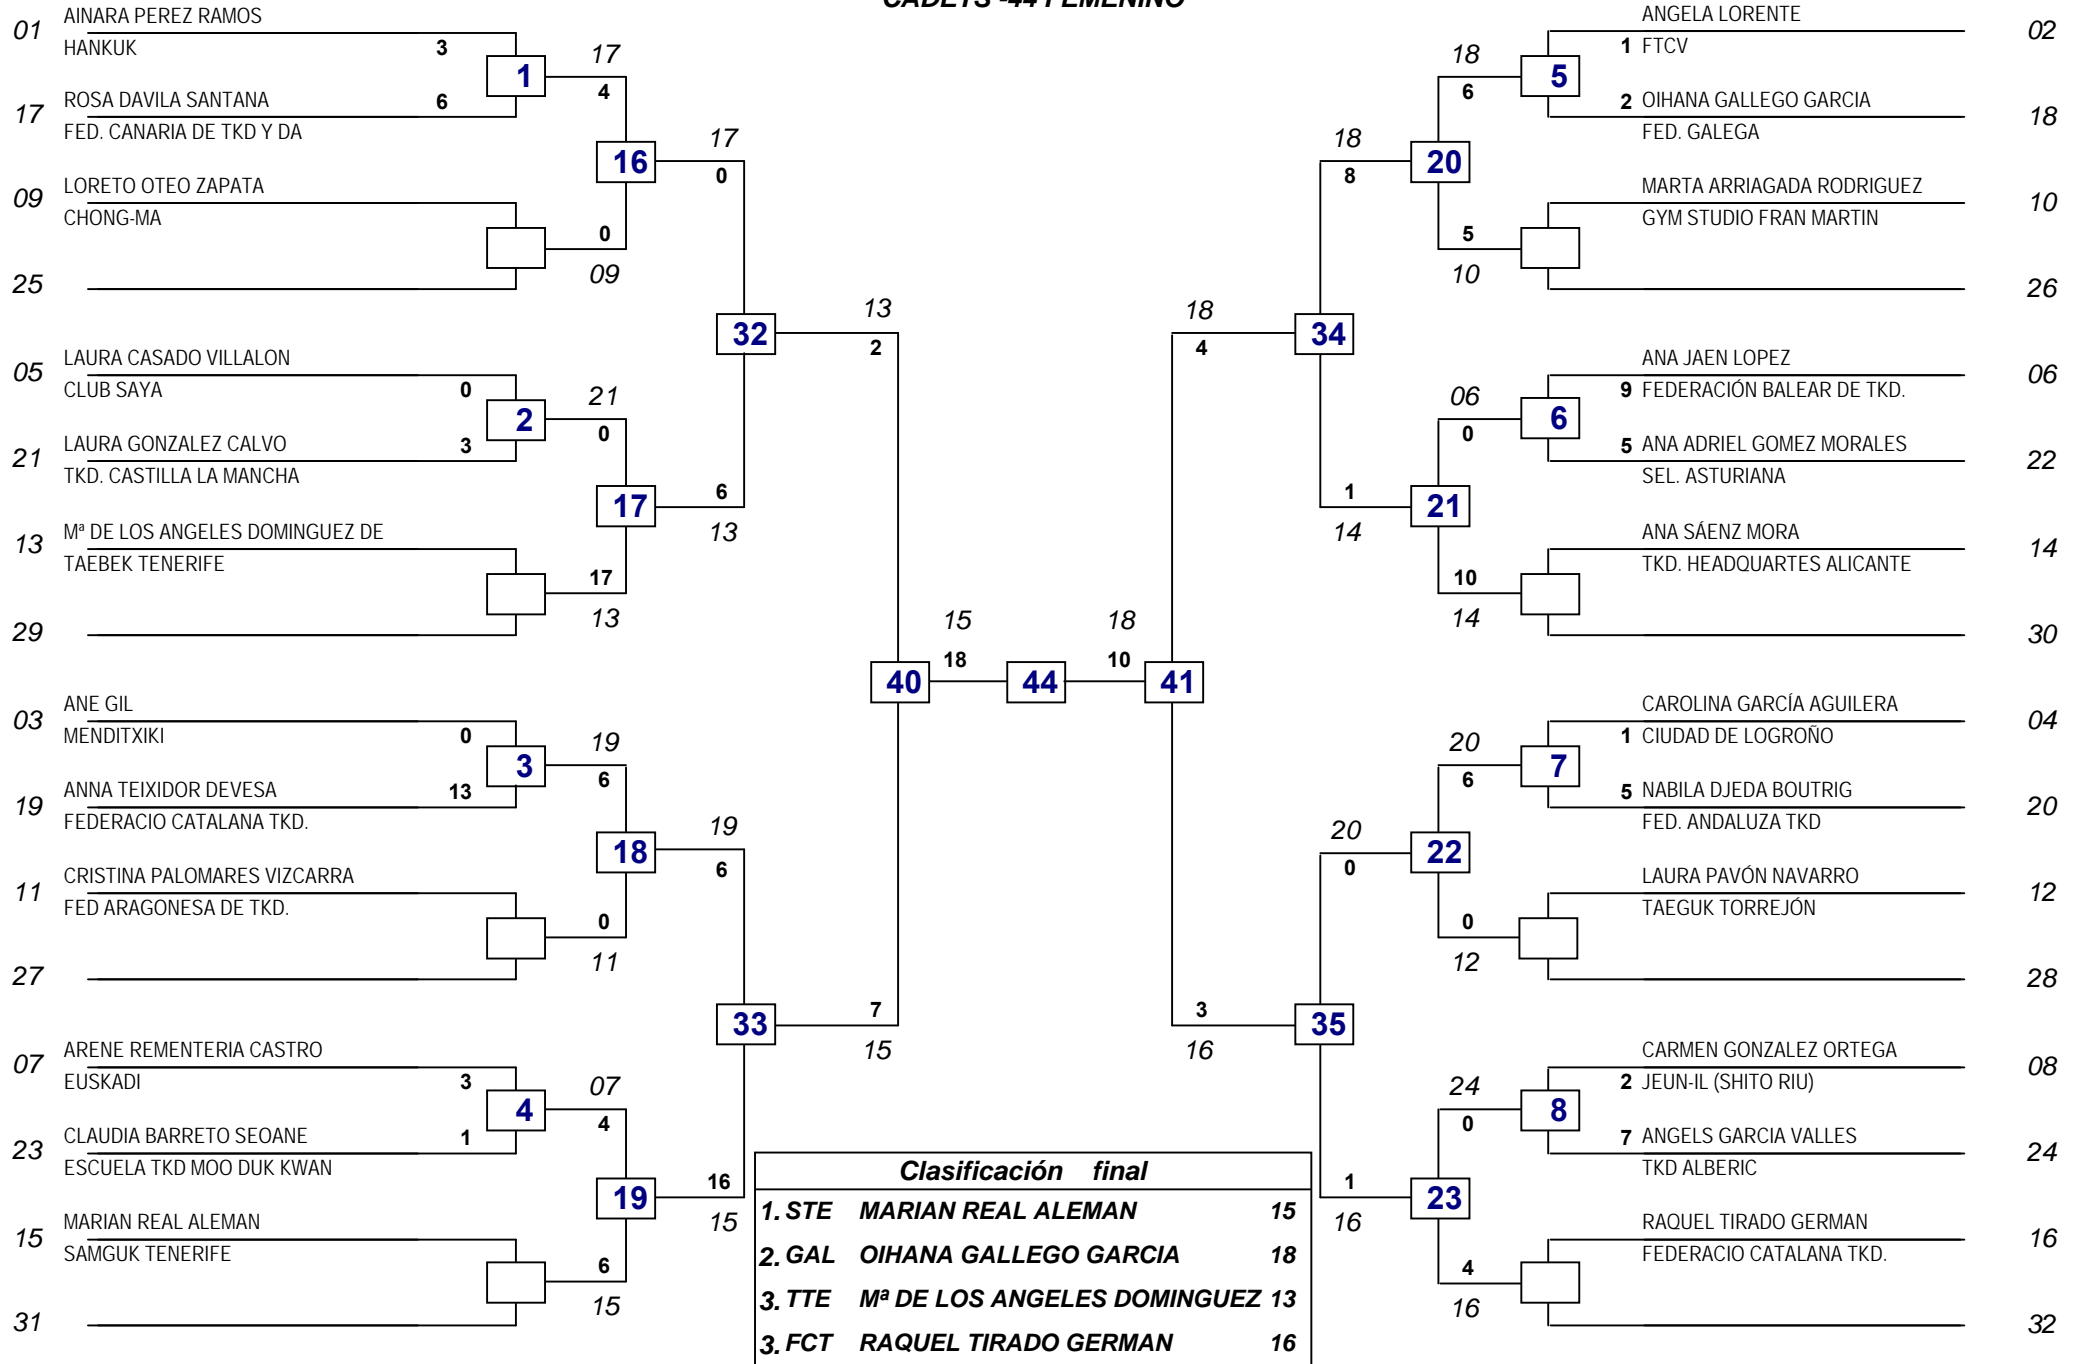 CADETS -44 FEMENINO
01 AINARA PEREZ RAMOS
HANKUK 3
1
17
4
17 ROSA DAVILA SANTANA 6
FED. CANARIA DE TKD Y DA
16
17
0
09 LORETO OTEO ZAPATA
CHONG-MA
0
09
25
32
13
2
05 LAURA CASADO VILLALON
CLUB SAYA 0
2
21
0
21 LAURA GONZALEZ CALVO 3
TKD. CASTILLA LA MANCHA
17
6
13
13 Mª DE LOS ANGELES DOMINGUEZ DE
TAEBEK TENERIFE
17
13
29
40
15
18
44
03 ANE GIL
MENDITXIKI 0
3
19
6
19 ANNA TEIXIDOR DEVESA 13
FEDERACIO CATALANA TKD.
18
19
6
11 CRISTINA PALOMARES VIZCARRA
FED ARAGONESA DE TKD.
0
11
27
33
7
15
07 ARENE REMENTERIA CASTRO
EUSKADI 3
4
07
4
23 CLAUDIA BARRETO SEOANE 1
ESCUELA TKD MOO DUK KWAN
19
16
15
15 MARIAN REAL ALEMAN
SAMGUK TENERIFE
6
15
31
ANGELA LORENTE 02
1 FTCV
5
18
6
2 OIHANA GALLEGO GARCIA 18
FED. GALEGA
20
18
8
MARTA ARRIAGADA RODRIGUEZ 10
GYM STUDIO FRAN MARTIN
5
10
26
34
18
4
ANA JAEN LOPEZ 06
9 FEDERACIÓN BALEAR DE TKD.
6
06
0
5 ANA ADRIEL GOMEZ MORALES 22
SEL. ASTURIANA
21
1
14
ANA SÁENZ MORA 14
TKD. HEADQUARTES ALICANTE
10
14
30
41
18
10
CAROLINA GARCÍA AGUILERA 04
1 CIUDAD DE LOGROÑO
7
20
6
5 NABILA DJEDA BOUTRIG 20
FED. ANDALUZA TKD
22
20
0
LAURA PAVÓN NAVARRO 12
TAEGUK TORREJÓN
0
12
28
35
3
16
CARMEN GONZALEZ ORTEGA 08
2 JEUN-IL (SHITO RIU)
8
24
0
7 ANGELS GARCIA VALLES 24
TKD ALBERIC
23
1
16
RAQUEL TIRADO GERMAN 16
FEDERACIO CATALANA TKD.
4
16
32
Clasificación final
1. STE MARIAN REAL ALEMAN 15
2. GAL OIHANA GALLEGO GARCIA 18
3. TTE Mª DE LOS ANGELES DOMINGUEZ 13
3. FCT RAQUEL TIRADO GERMAN 16